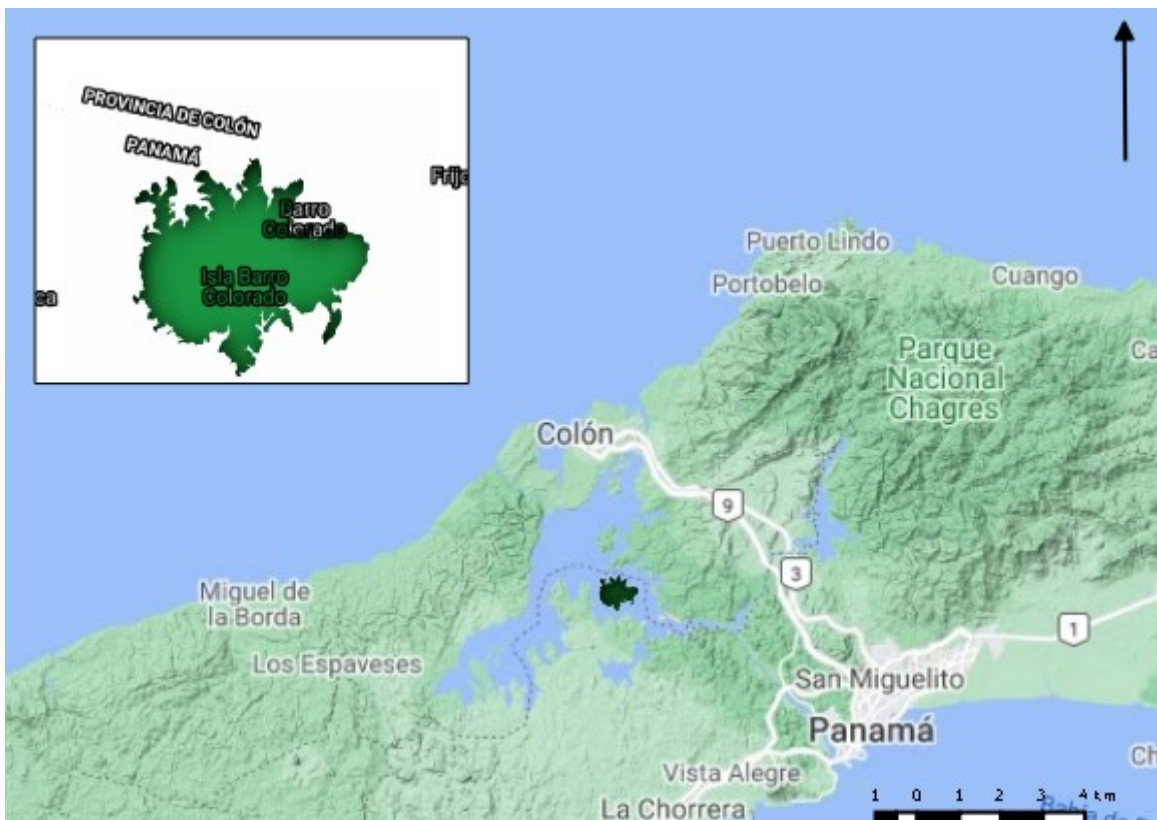 PROVINCIA DE COLÓN
PANAMÁ
Barro
Colorado
Isla Barro
Colorado
Puerto Lindo
Portobelo
Cuango
Parque
Nacional
Chagres
Colón
9
3
1
Miguel de
la Borda
Los Espaveses
San Miguelito
Panamá
Vista Alegre
La Chorrera
1 0 1 2 3 4 km